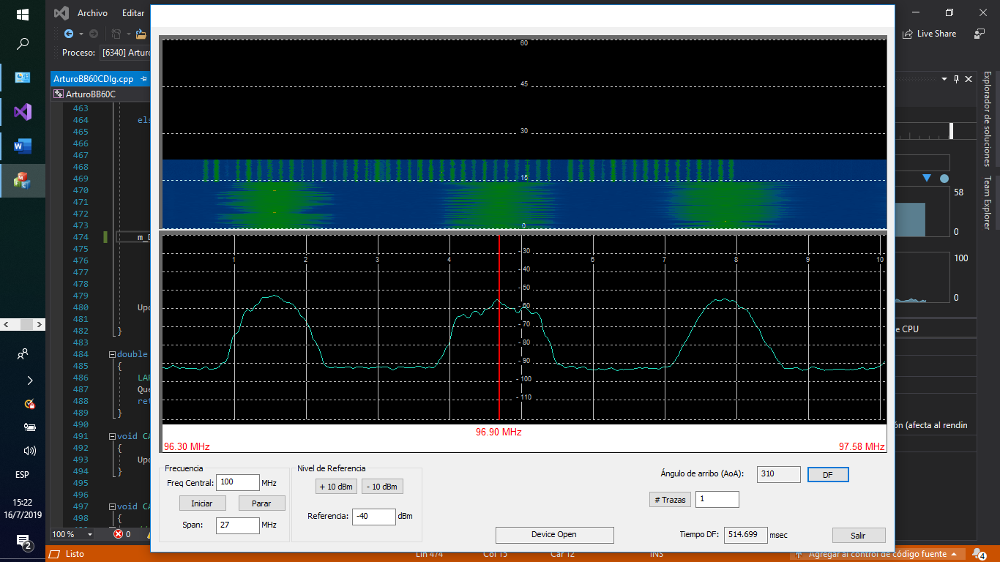 Archivo Editar
Live Share
Proceso: [6340] Arturo
ArturoBB60CDlg.cpp
ArturoBB60C
Explorador de soluciones
Team Explorer
463
464 els
465
466
467
468
469
470
471
472
473
474 m_D
475
476
477
478
479
480 Upd
481
482 }
483
484 double
485 {
486 LAR
487 Que
488 ret
489 }
490
491 void CA
492 {
493 Upd
494 }
495
496
497 void CA
498 {
58
0
100
0
e CPU
ón (afecta al rendin
60
45
30
15
0
1 2 3 4 6 7 8 9 10
-30
-40
-50
-60
-70
-80
-90
-100
-110
96.90 MHz
96.30 MHz 97.58 MHz
Frecuencia
Freq Central: 100 MHz
Iniciar Parar
Span: 27 MHz
Nivel de Referencia
+ 10 dBm - 10 dBm
Referencia: -40 dBm
Ángulo de arribo (AoA): 310 DF
# Trazas 1
Device Open
Tiempo DF: 514.699 msec
Salir
100 % 0
Listo
Lin 474 Col 15 Car 12 INS
Agregar al control de código fuente
4
ESP
15:22
16/7/2019
2